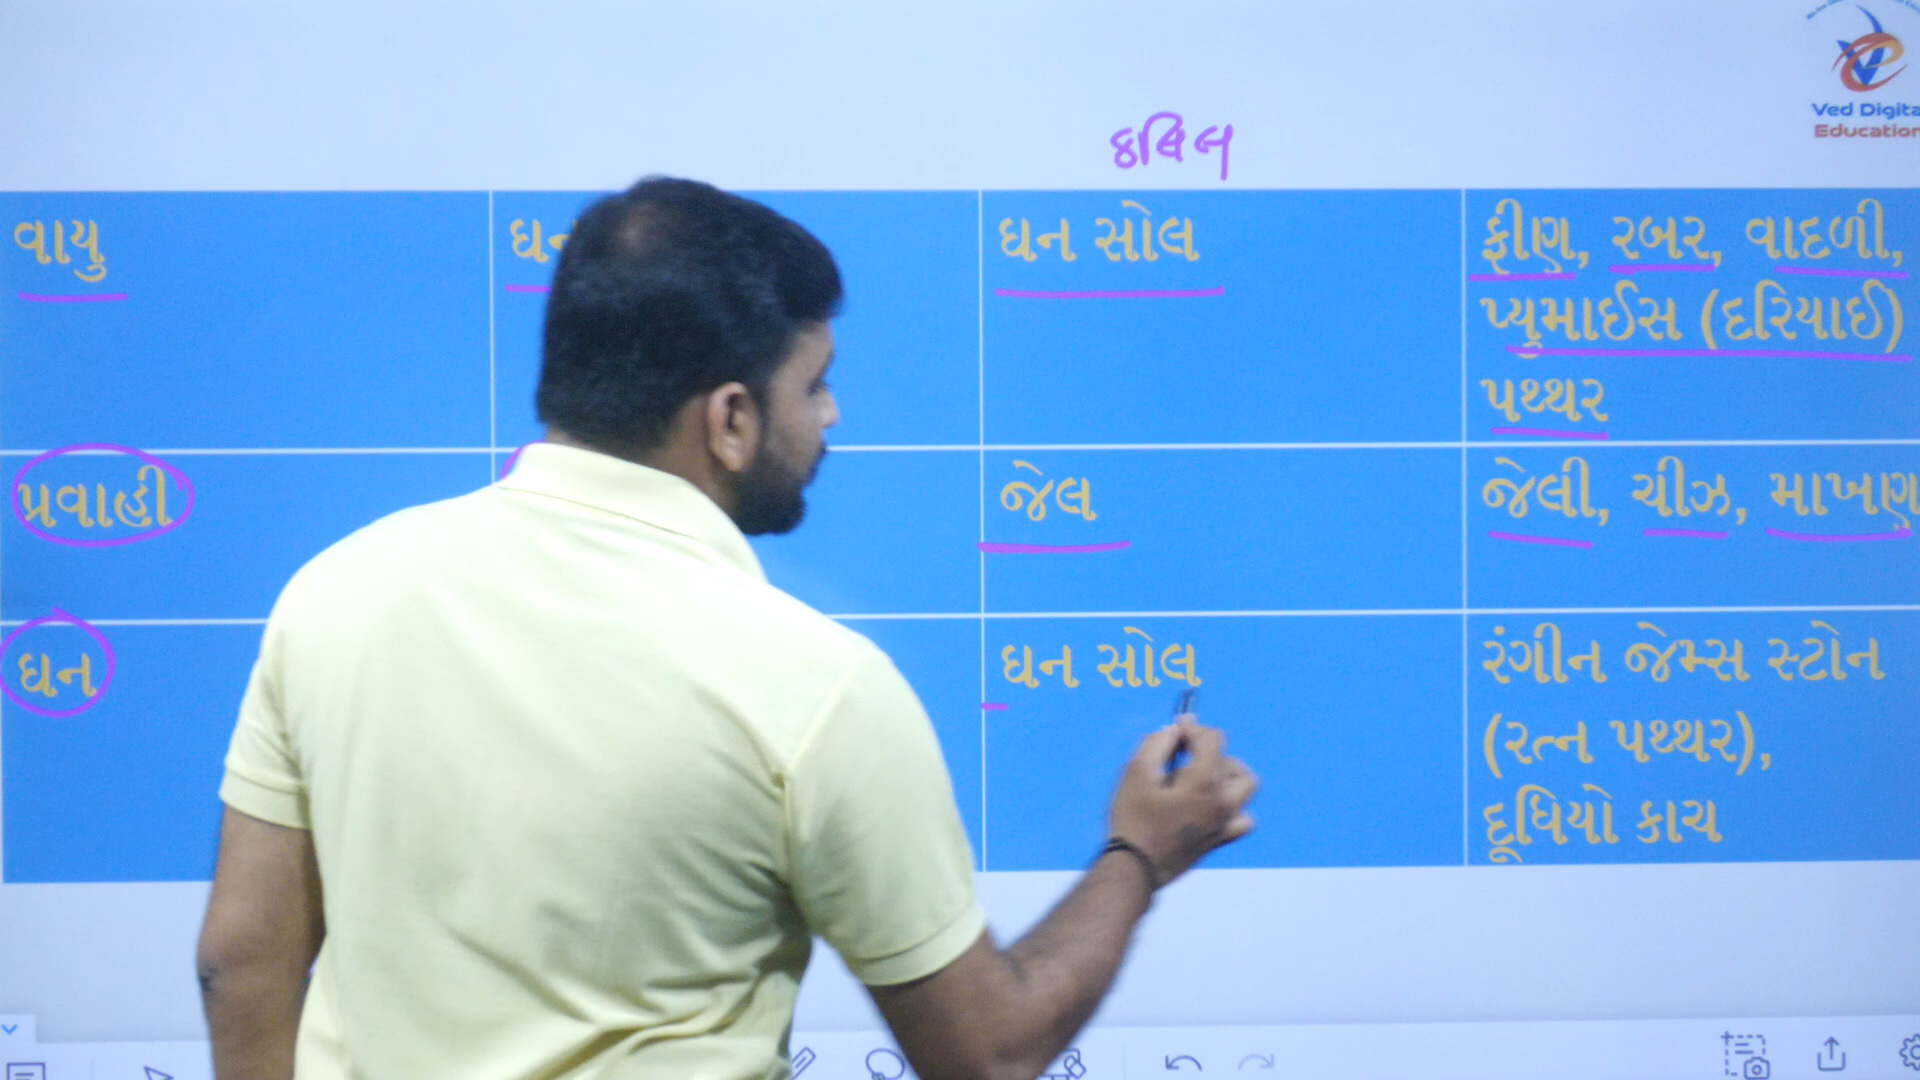 Ved Digita
Education
કલિલ
વાયુ
ઘન સોલ
ફીણ, રબર, વાદળી,
પ્યુમાઈસ (દરિયાઈ)
પથ્થર
પ્રવાહી
જેલ
જેલી, ચીઝ, માખણ
ઘન
ઘન સોલ
રંગીન જેમ્સ સ્ટોન
(રત્ન પથ્થર),
દૂધિયો કાચ